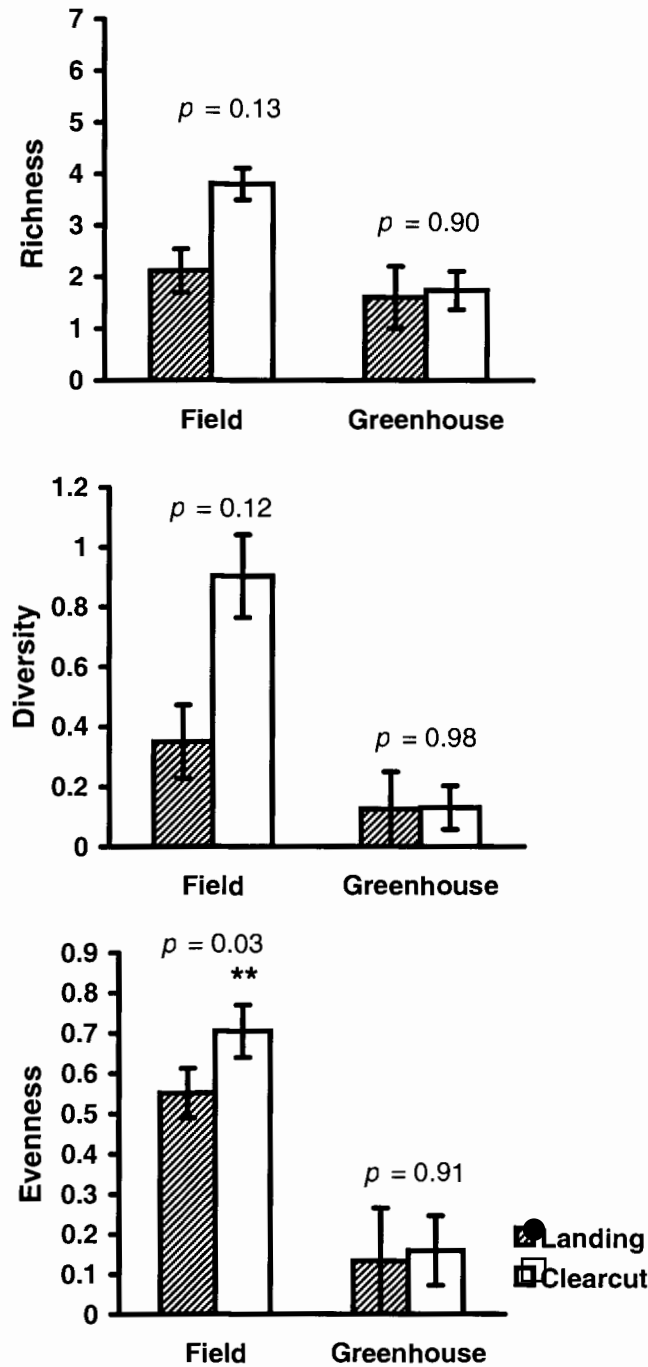 7
6
p = 0.13
5
4
p = 0.90
3
2
1
0
Richness
Field Greenhouse
1.2
p = 0.12
1
0.8
0.6
p = 0.98
0.4
0.2
0
Diversity
Field Greenhouse
p = 0.03
0.9
**
0.8
0.7
0.6
0.5
0.4
p = 0.91
0.3
0.2
0.1
0
Evenness
Landing
Clearcut
Field Greenhouse